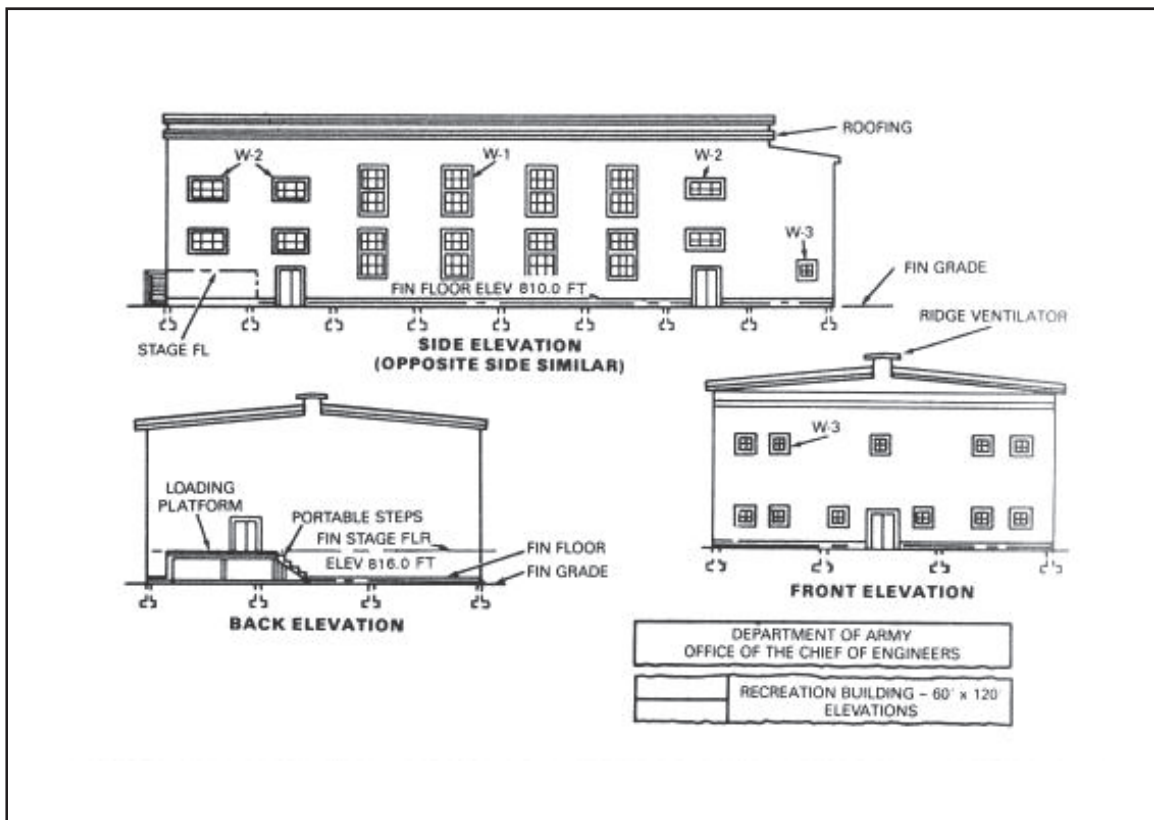 ROOFING
W-2
W-1
W-2
W-3
FIN GRADE
FIN FLOOR ELEV 810.0 FT
STAGE FL
SIDE ELEVATION
(OPPOSITE SIDE SIMILAR)
RIDGE VENTILATOR
W-3
LOADING
PLATFORM
PORTABLE STEPS
FIN STAGE FLR
ELEV 816.0 FT
FIN FLOOR
FIN GRADE
BACK ELEVATION
FRONT ELEVATION
DEPARTMENT OF ARMY
OFFICE OF THE CHIEF OF ENGINEERS
RECREATION BUILDING – 60' x 120
ELEVATIONS